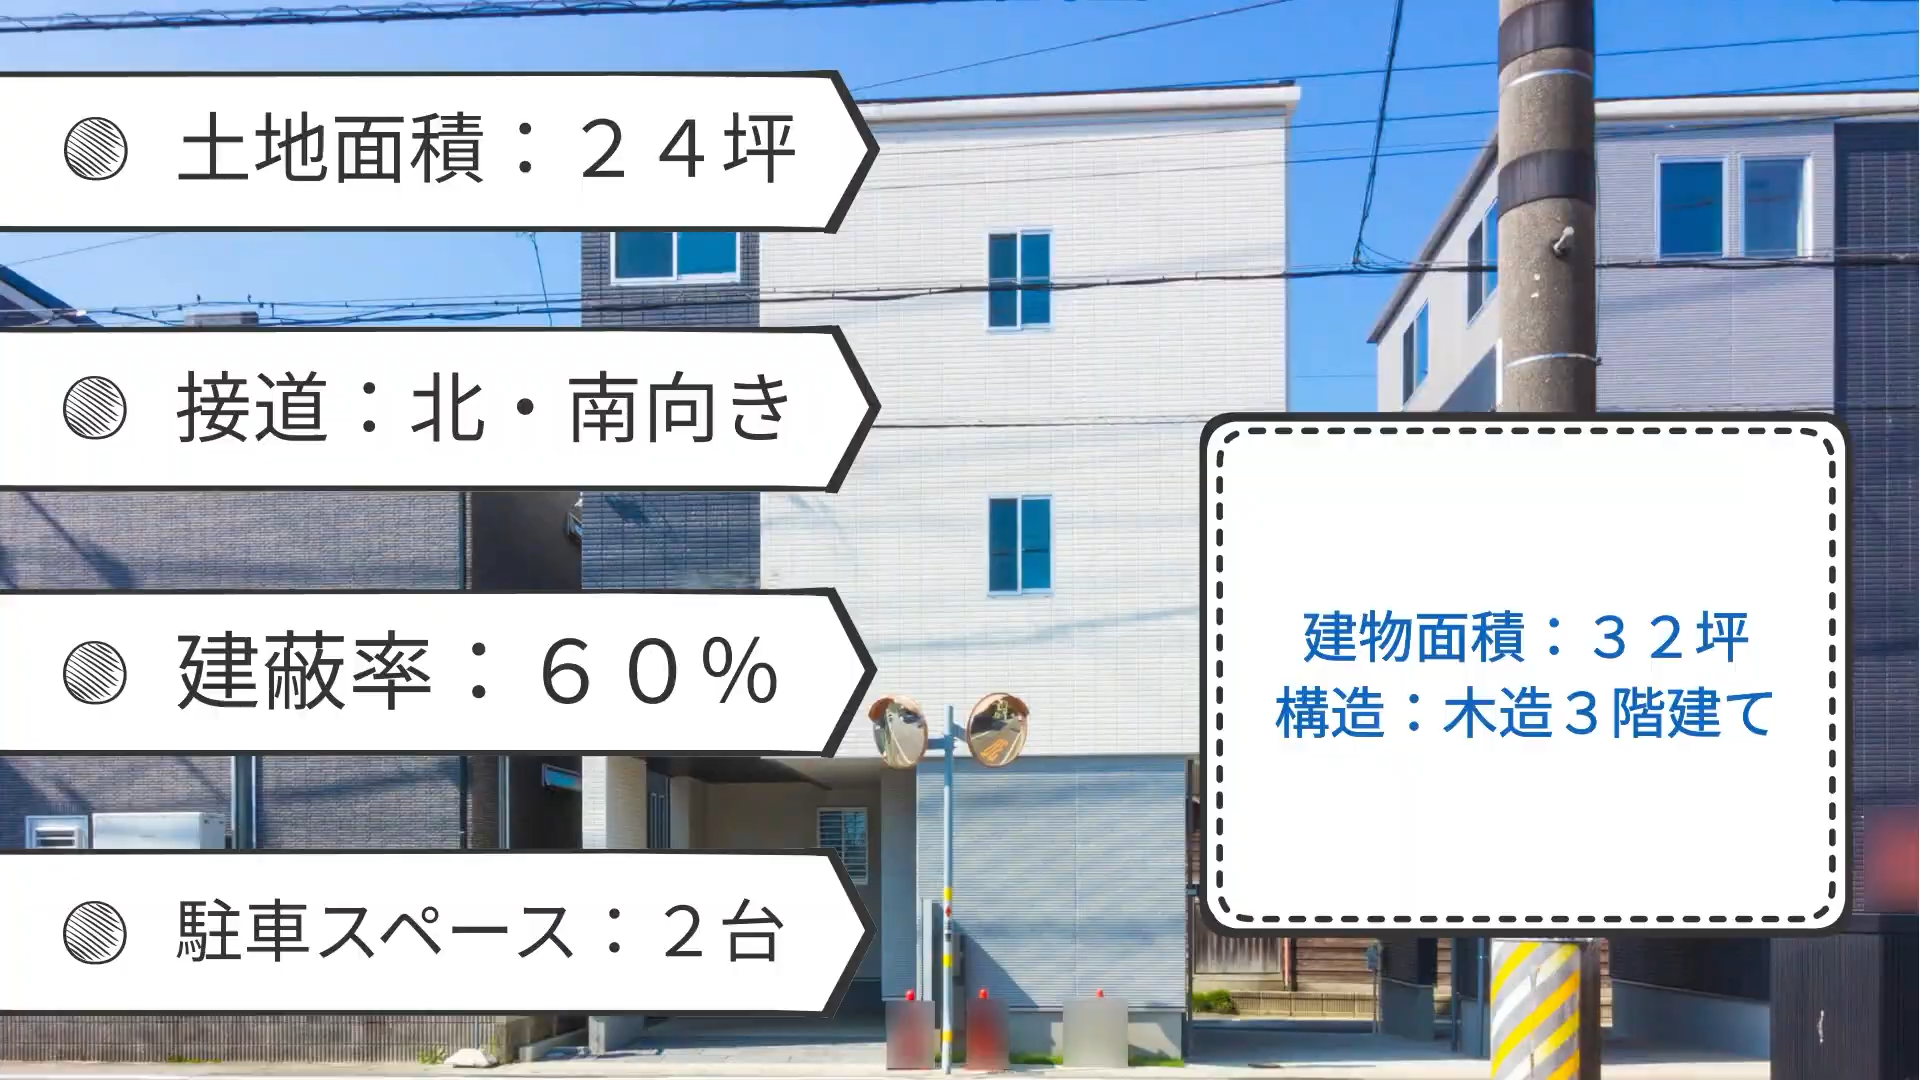 土地面積：２４坪
接道：北・南向き
建蔽率：６０％
駐車スペース：２台
建物面積：３２坪
構造：木造３階建て